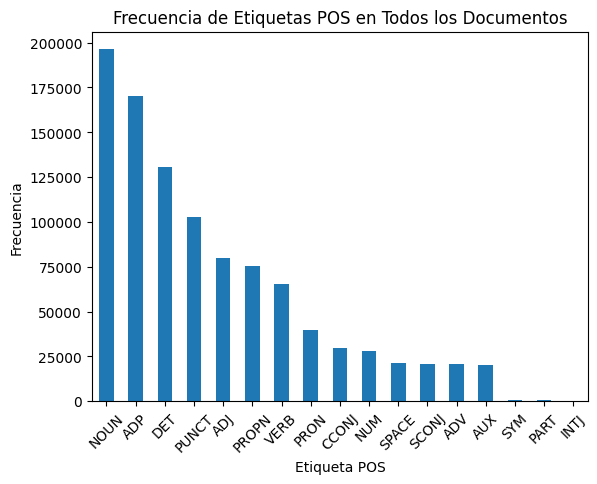 Frecuencia de Etiquetas POS en Todos los Documentos
200000
175000
150000
125000
100000
75000
50000
25000
0
Frecuencia
NOUN
ADP
DET
PUNCT
ADJ
PROPN
VERB
PRON
CCONJ
NUM
SPACE
SCONJ
ADV
AUX
SYM
PART
INTJ
Etiqueta POS